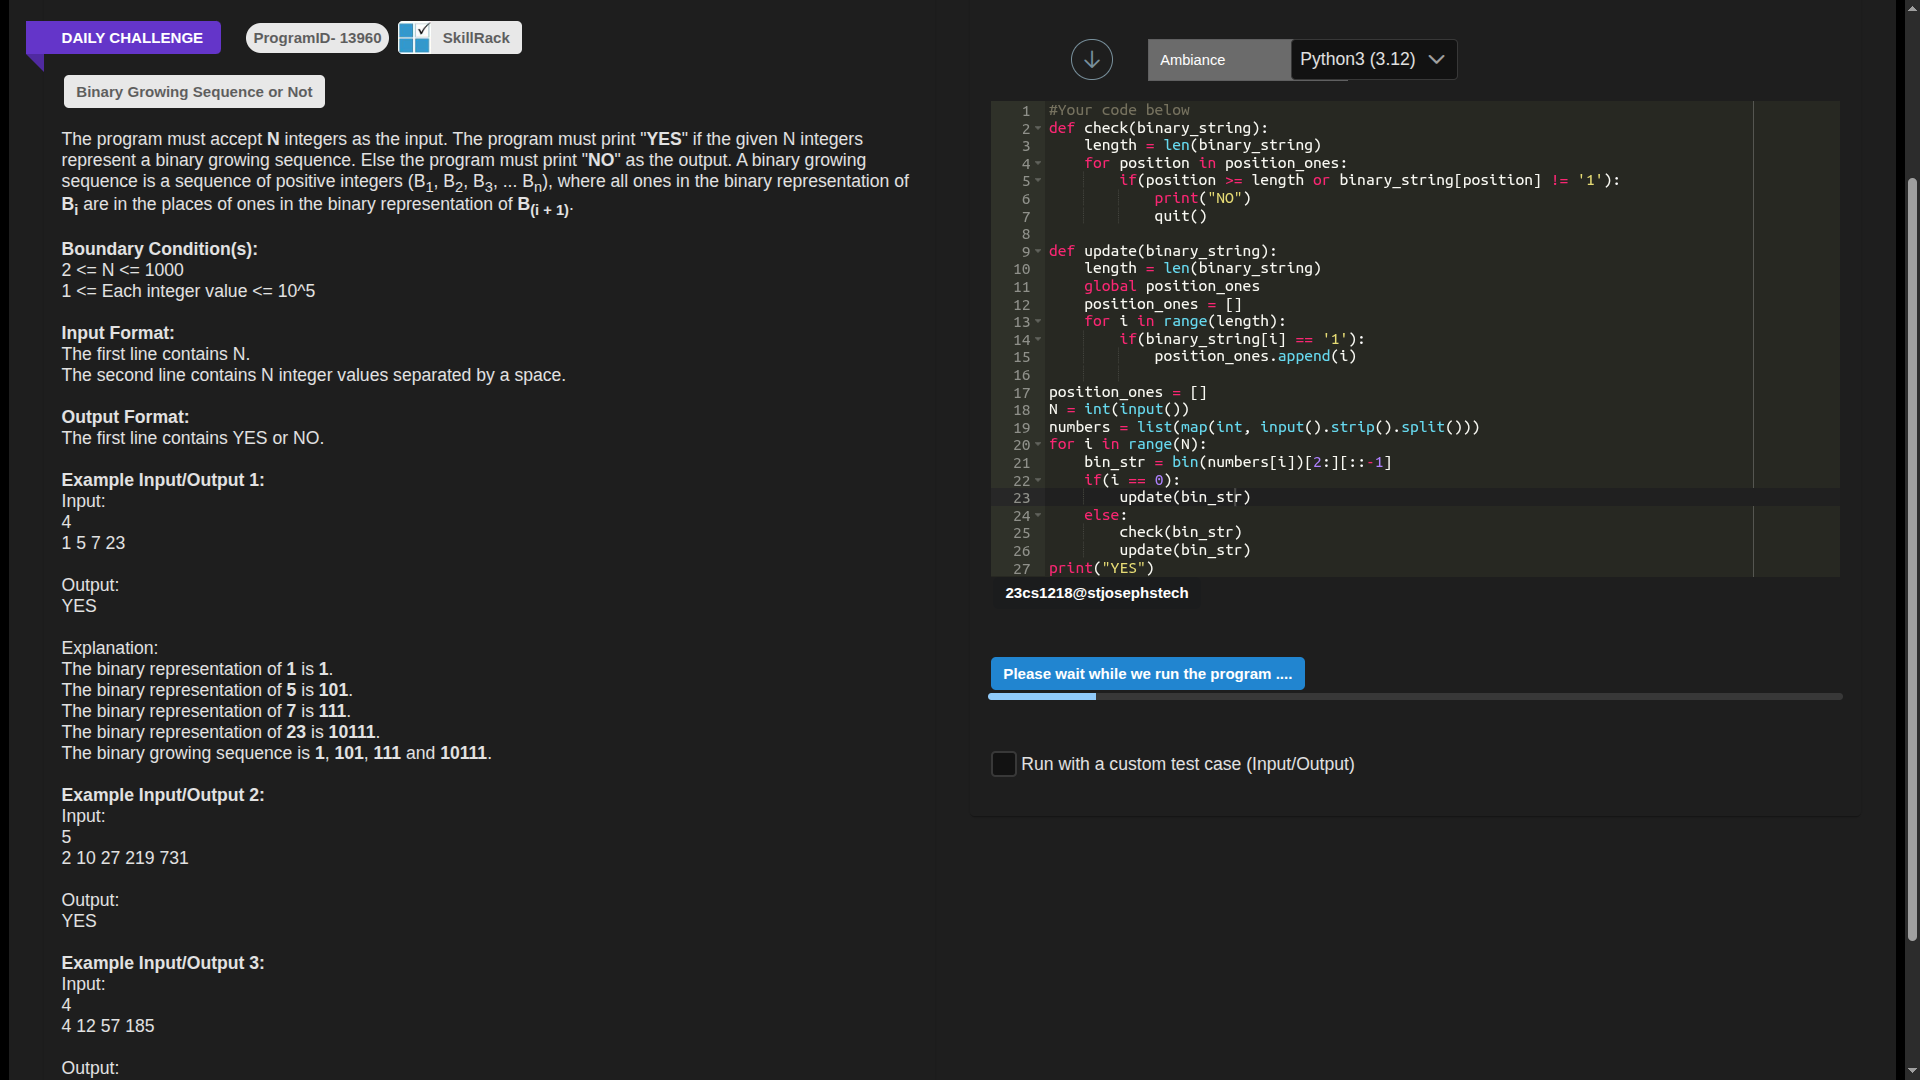 DAILY CHALLENGE
ProgramID- 13960
SkillRack
Binary Growing Sequence or Not
The program must accept N integers as the input. The program must print "YES" if the given N integers
represent a binary growing sequence. Else the program must print "NO" as the output. A binary growing
sequence is a sequence of positive integers (B1, B2, B3, ... Bn), where all ones in the binary representation of
Bi are in the places of ones in the binary representation of B(i + 1).
Boundary Condition(s):
2 <= N <= 1000
1 <= Each integer value <= 10^5
Input Format:
The first line contains N.
The second line contains N integer values separated by a space.
Output Format:
The first line contains YES or NO.
Example Input/Output 1:
Input:
4
1 5 7 23
Output:
YES
Explanation:
The binary representation of 1 is 1.
The binary representation of 5 is 101.
The binary representation of 7 is 111.
The binary representation of 23 is 10111.
The binary growing sequence is 1, 101, 111 and 10111.
Example Input/Output 2:
Input:
5
2 10 27 219 731
Output:
YES
Example Input/Output 3:
Input:
4
4 12 57 185
Output:
Ambiance
Python3 (3.12)
1 #Your code below
2 def check(binary_string):
3     length = len(binary_string)
4     for position in position_ones:
5         if(position >= length or binary_string[position] != '1'):
6             print("NO")
7             quit()
8
9 def update(binary_string):
10     length = len(binary_string)
11     global position_ones
12     position_ones = []
13     for i in range(length):
14         if(binary_string[i] == '1'):
15             position_ones.append(i)
16
17 position_ones = []
18 N = int(input())
19 numbers = list(map(int, input().strip().split()))
20 for i in range(N):
21     bin_str = bin(numbers[i])[2:][::-1]
22     if(i == 0):
23         update(bin_str)
24     else:
25         check(bin_str)
26         update(bin_str)
27 print("YES")
23cs1218@stjosephstech
Please wait while we run the program ....
Run with a custom test case (Input/Output)